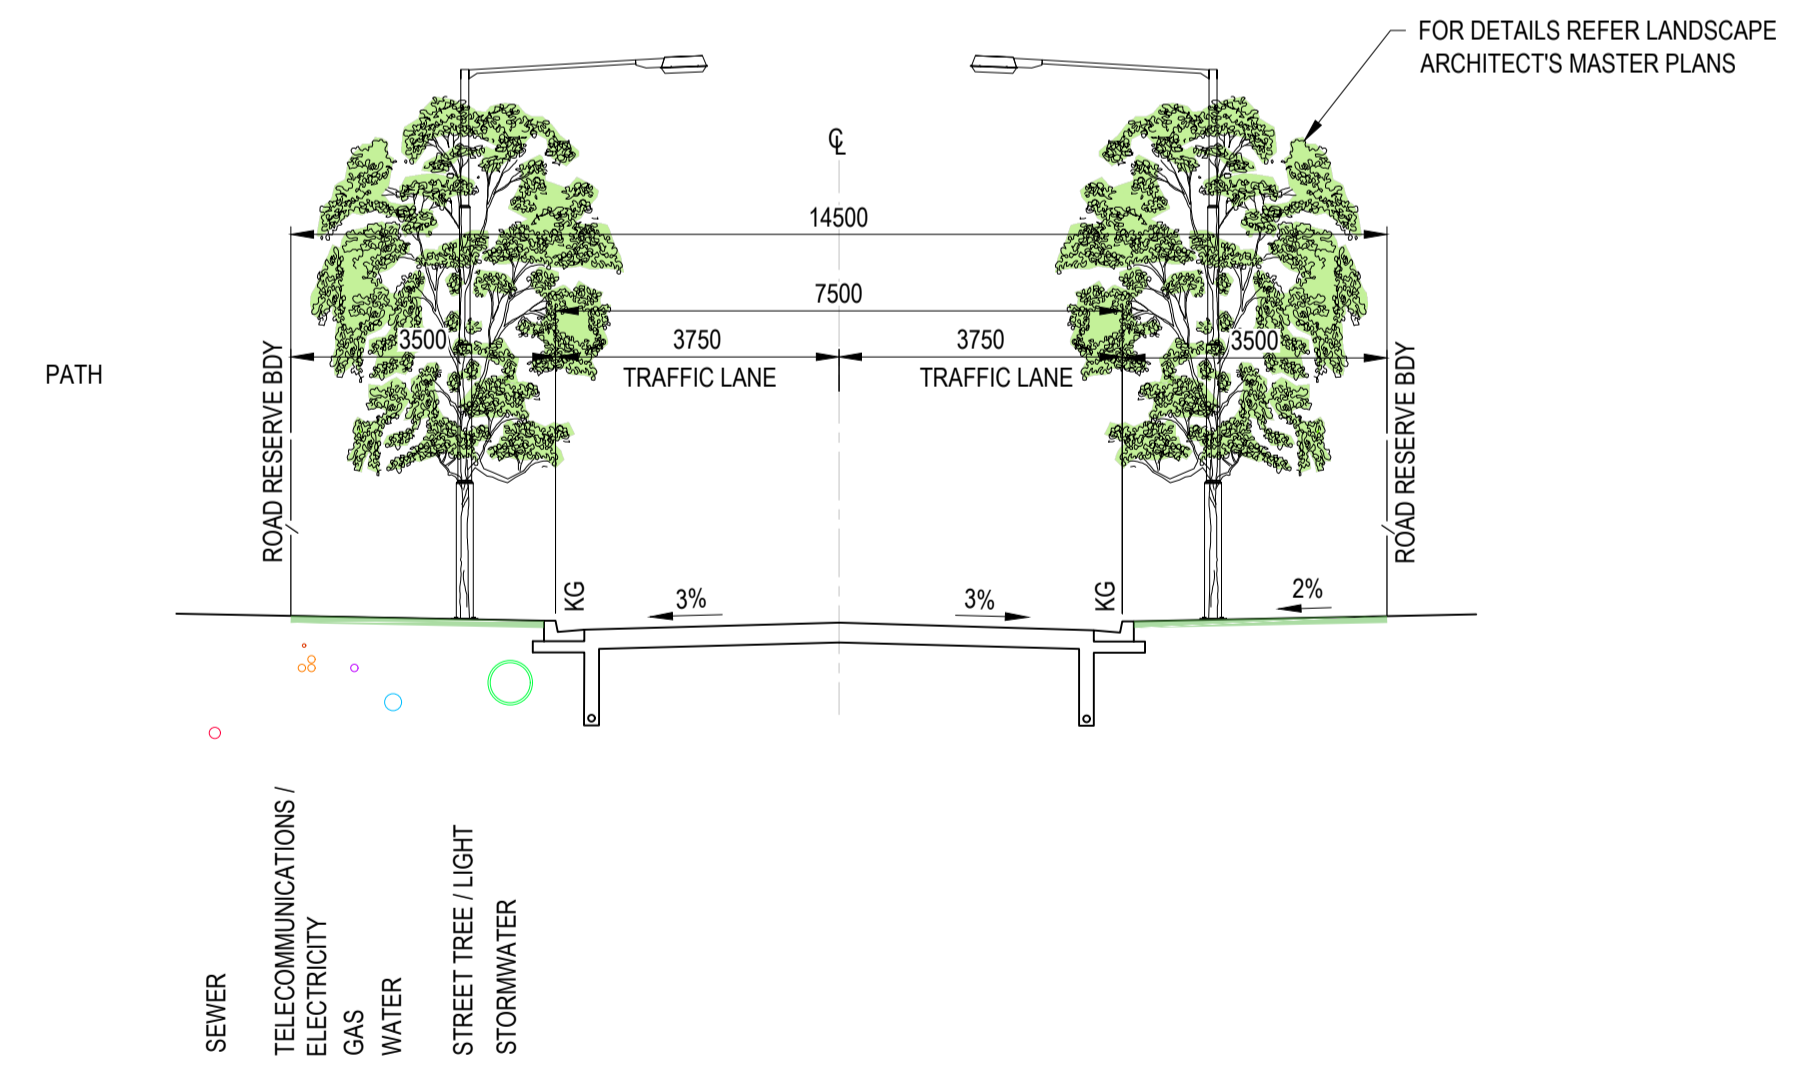 FOR DETAILS REFER LANDSCAPE
ARCHITECT'S MASTER PLANS
℄
14500
7500
3500
3750
3750
3500
TRAFFIC LANE
TRAFFIC LANE
PATH
ROAD RESERVE BDY
ROAD RESERVE BDY
KG
3%
3%
KG
2%
SEWER
TELECOMMUNICATIONS /
ELECTRICITY
GAS
WATER
STREET TREE / LIGHT
STORMWATER